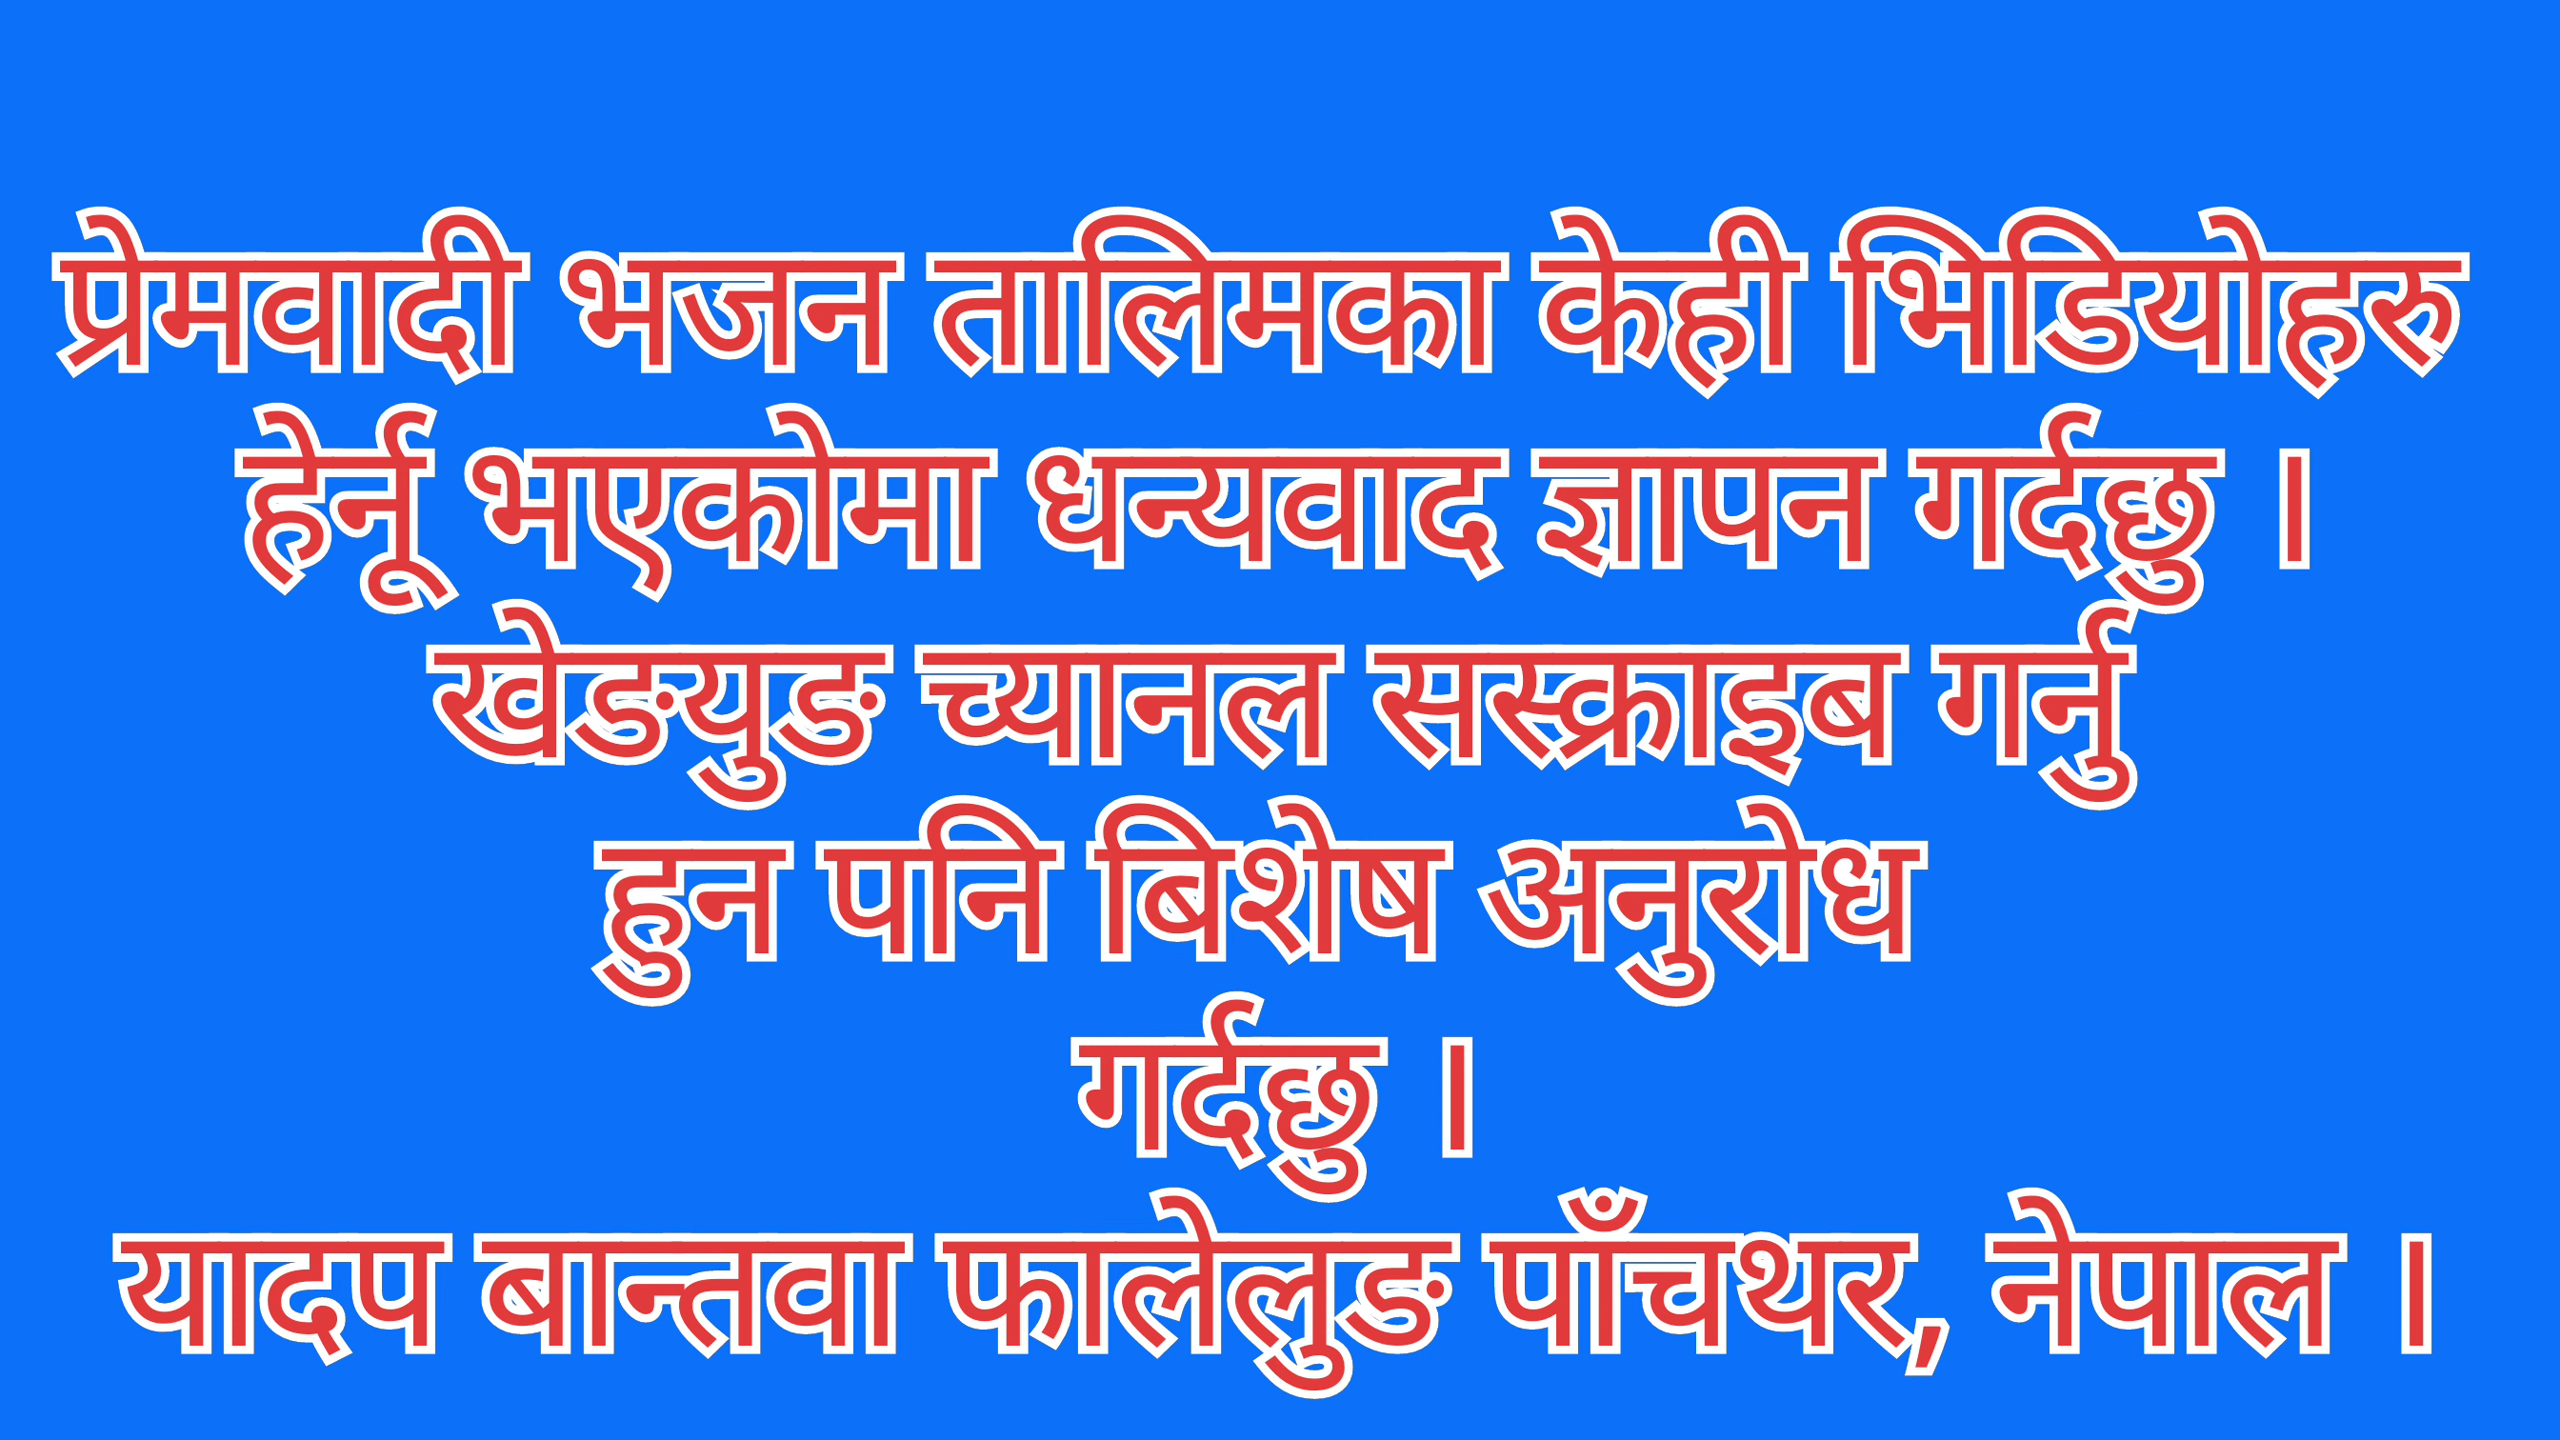 प्रेमवादी भजन तालिमका केही भिडियोहरु
हेर्नू भएकोमा धन्यवाद ज्ञापन गर्दछु ।
खेङयुङ च्यानल सस्क्राइब गर्नु
हुन पनि बिशेष अनुरोध
गर्दछु ।
यादप बान्तवा फालेलुङ पाँचथर, नेपाल ।